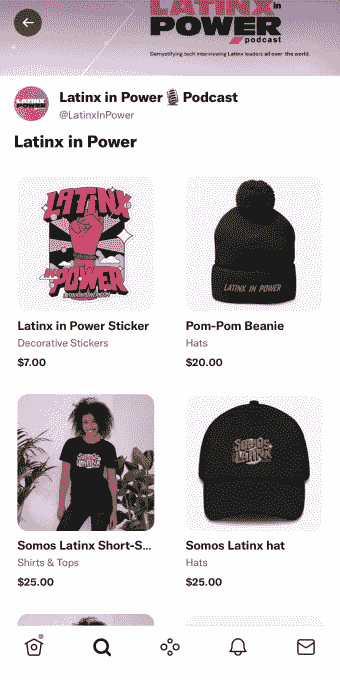 LATINX in
POWER
podcast
Demystifying tech interviewing Latinx leaders all over the world.
LATINX
POWER
Latinx in Power 🎙️ Podcast
@LatinxInPower
Latinx in Power
LATINX
IN
POWER
LATINX IN POWER
Latinx in Power Sticker
Decorative Stickers
$7.00
Pom-Pom Beanie
Hats
$20.00
SOMOS
LATINX
SOMOS
LATINX
Somos Latinx Short-S...
Shirts & Tops
$25.00
Somos Latinx hat
Hats
$25.00